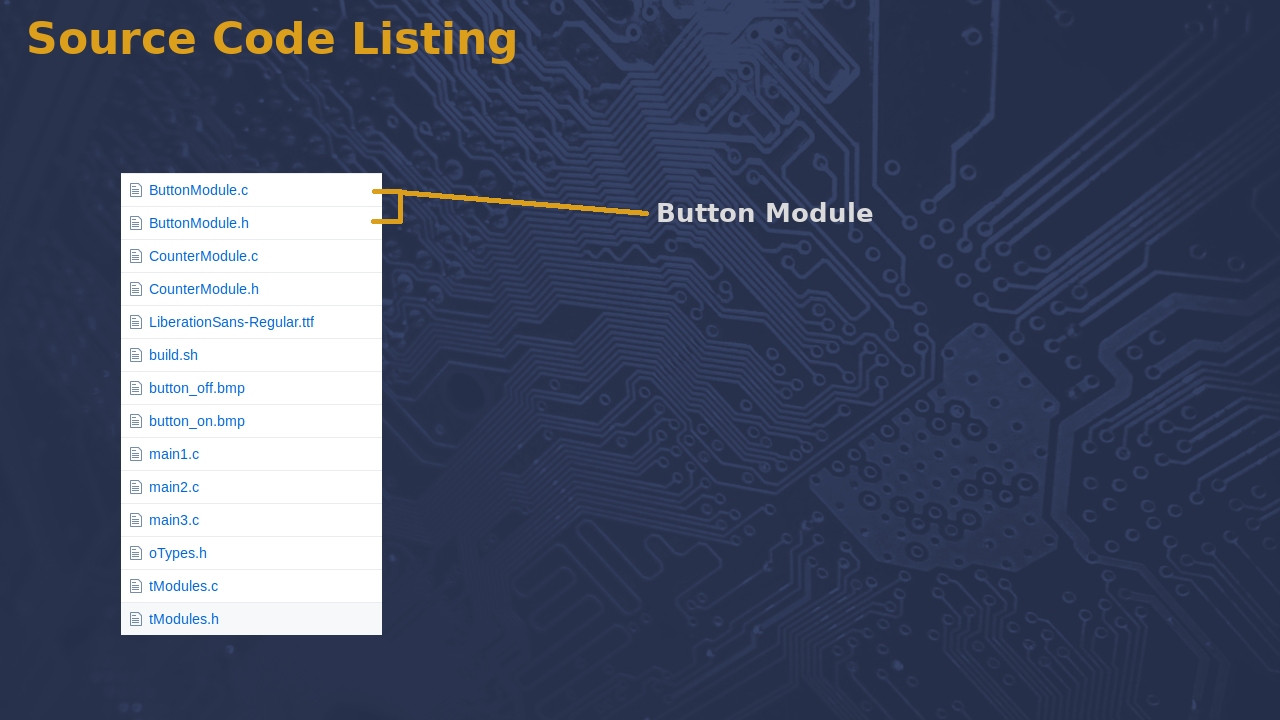 Source Code Listing
ButtonModule.c
ButtonModule.h
Button Module
CounterModule.c
CounterModule.h
LiberationSans-Regular.ttf
build.sh
button_off.bmp
button_on.bmp
main1.c
main2.c
main3.c
oTypes.h
tModules.c
tModules.h